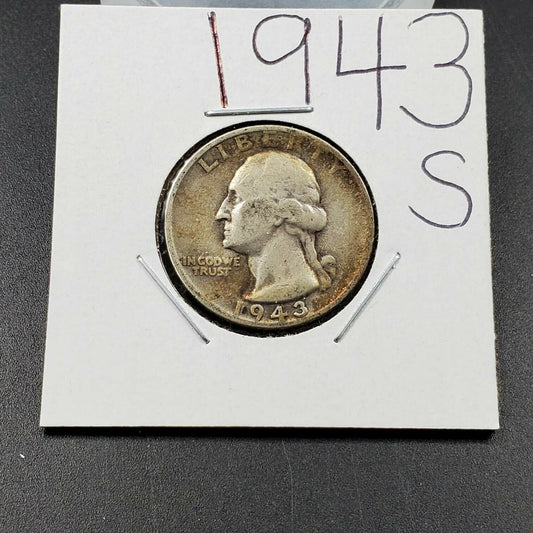 1943
S
LIBERTY
IN GOD WE
TRUST
1943